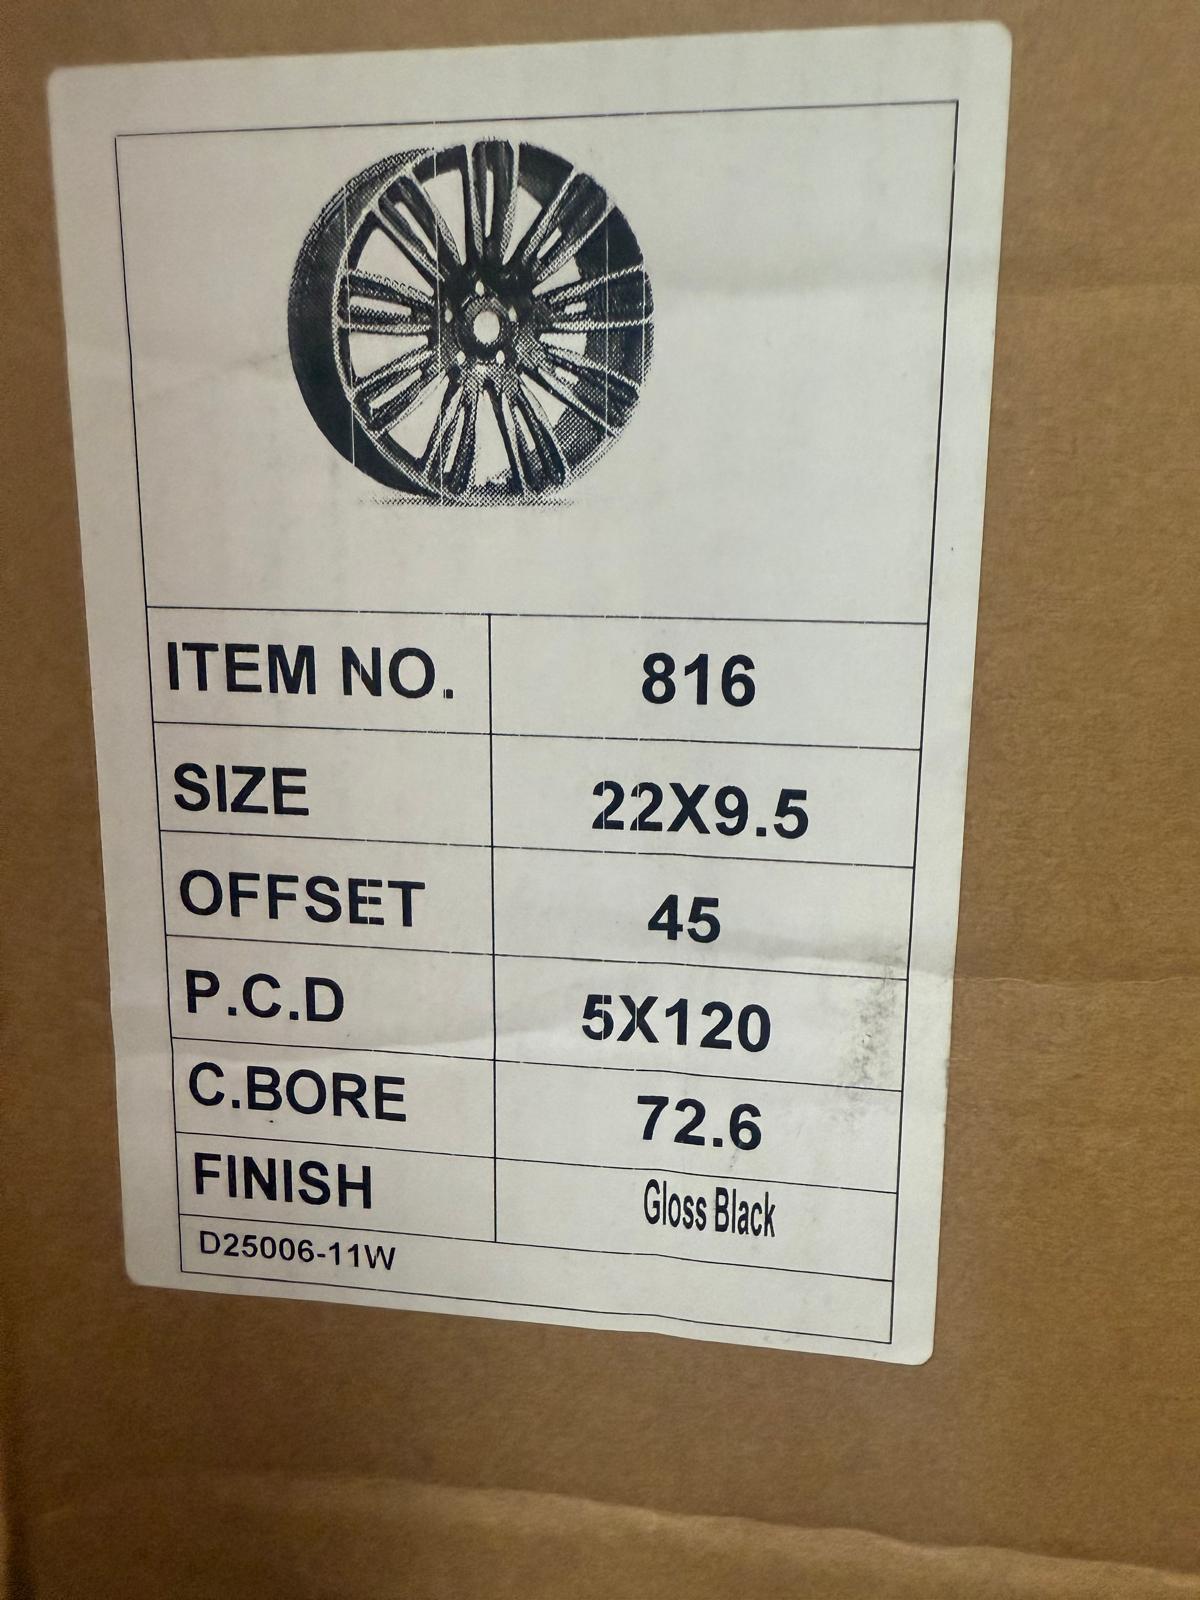 ITEM NO. 816
SIZE 22X9.5
OFFSET 45
P.C.D 5X120
C.BORE 72.6
FINISH Gloss Black
D25006-11W